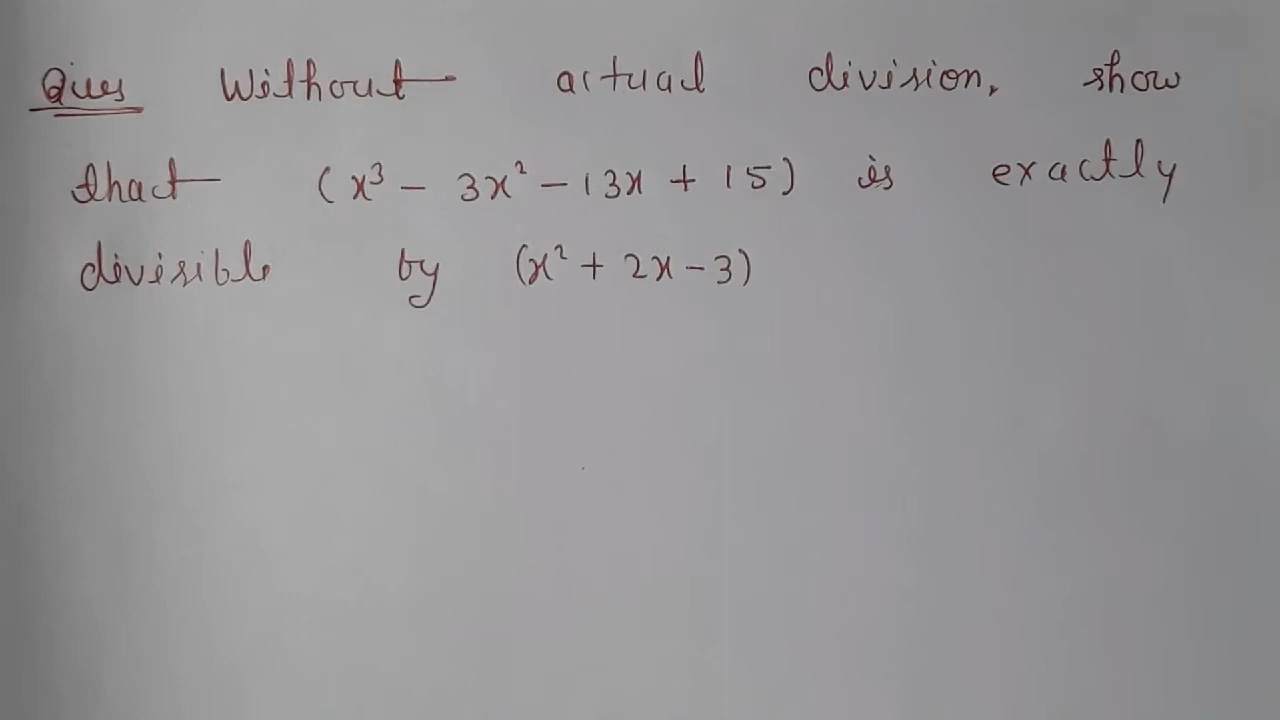 Ques Without actual division, show
that (x³ - 3x² - 13x + 15) is exactly
divisible by (x² + 2x - 3)